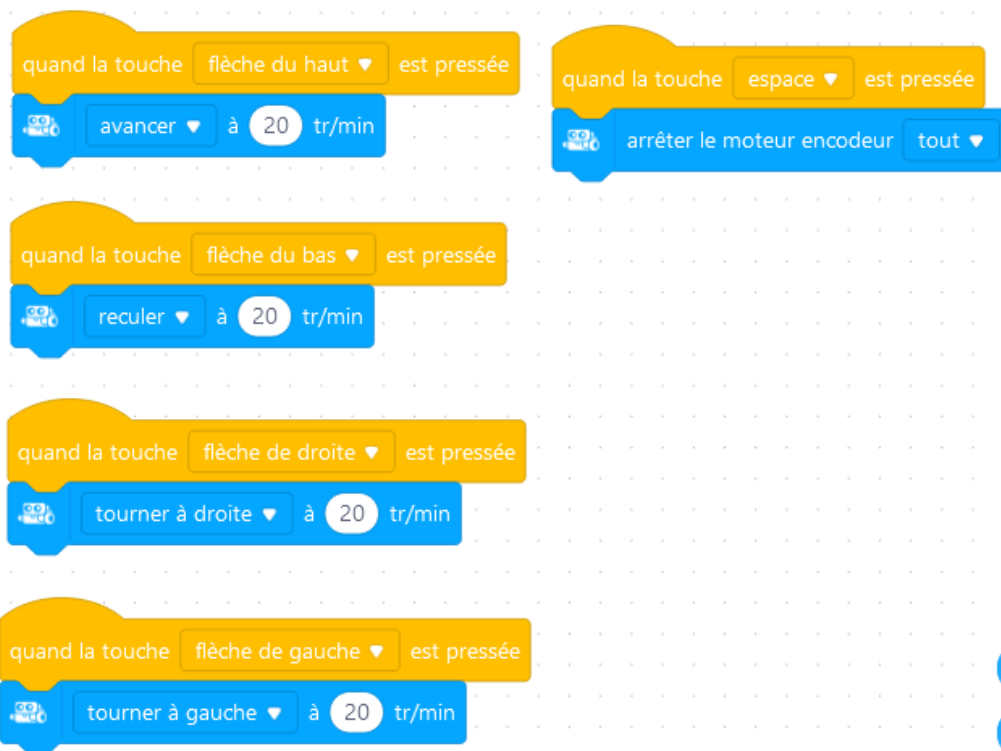 quand la touche flèche du haut est pressée
avancer à 20 tr/min
quand la touche espace est pressée
arrêter le moteur encodeur tout
quand la touche flèche du bas est pressée
reculer à 20 tr/min
quand la touche flèche de droite est pressée
tourner à droite à 20 tr/min
quand la touche flèche de gauche est pressée
tourner à gauche à 20 tr/min